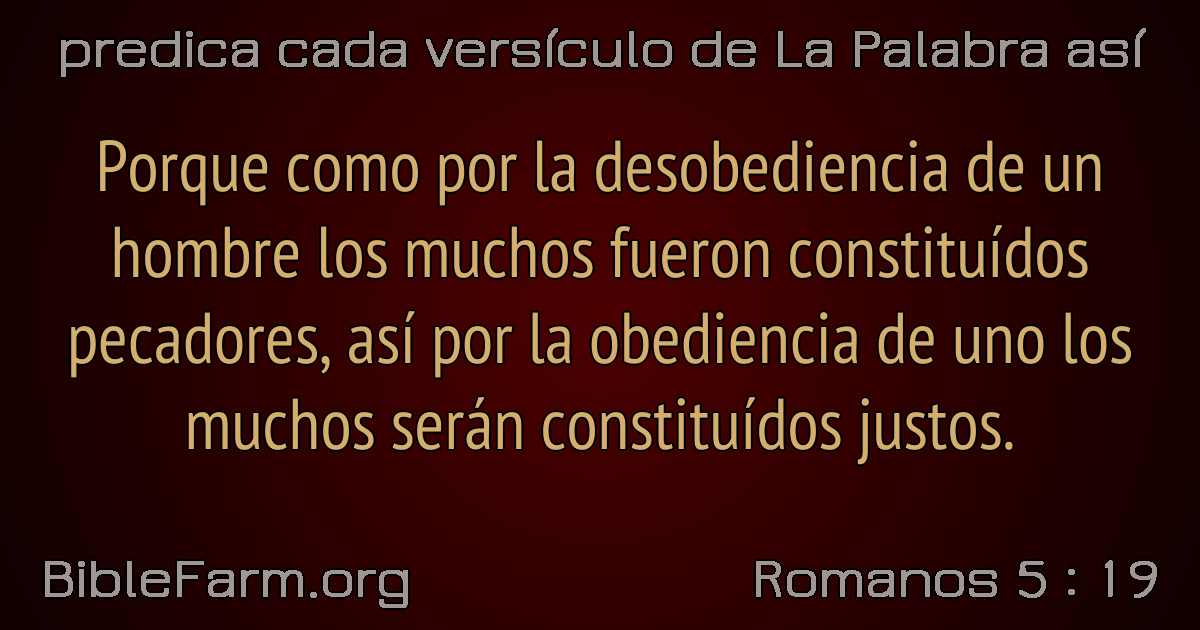 predica cada versículo de La Palabra así
Porque como por la desobediencia de un
hombre los muchos fueron constituídos
pecadores, así por la obediencia de uno los
muchos serán constituídos justos.
BibleFarm.org
Romanos 5 : 19